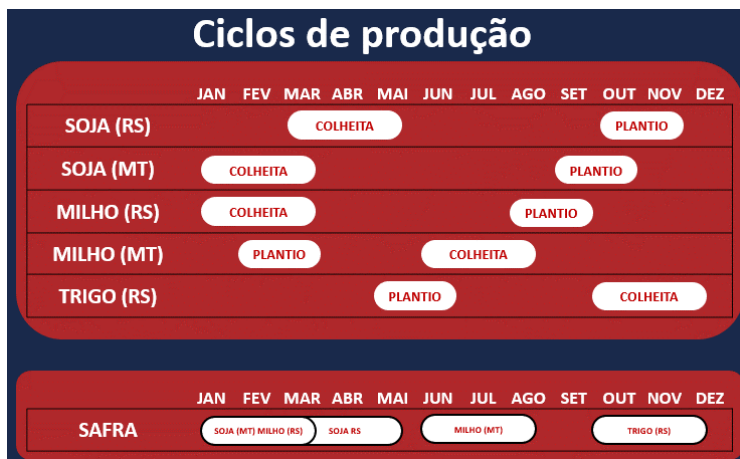 Ciclos de produção
JAN FEV MAR ABR MAI JUN JUL AGO SET OUT NOV DEZ
SOJA (RS) COLHEITA PLANTIO
SOJA (MT) COLHEITA PLANTIO
MILHO (RS) COLHEITA PLANTIO
MILHO (MT) PLANTIO COLHEITA
TRIGO (RS) PLANTIO COLHEITA
JAN FEV MAR ABR MAI JUN JUL AGO SET OUT NOV DEZ
SAFRA SOJA (MT) MILHO (RS) SOJA RS MILHO (MT) TRIGO (RS)